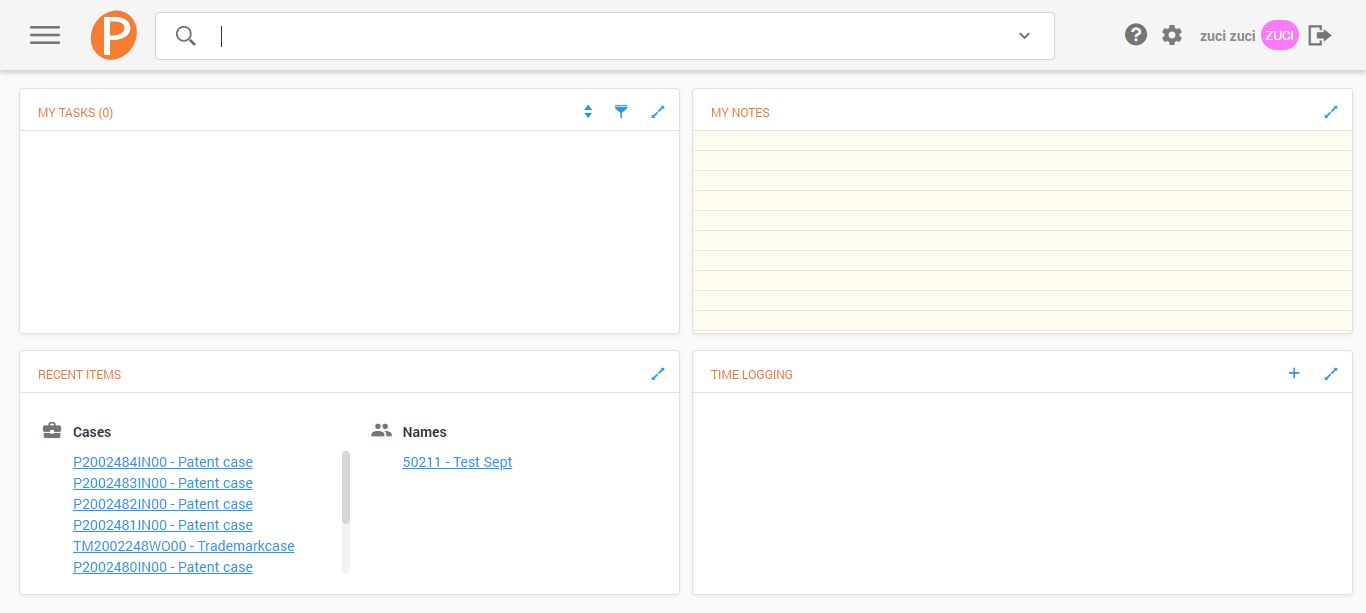 P
zuci zuci ZUCI
MY TASKS (0)
MY NOTES
RECENT ITEMS
Cases
P2002484IN00 - Patent case
P2002483IN00 - Patent case
P2002482IN00 - Patent case
P2002481IN00 - Patent case
TM2002248WO00 - Trademarkcase
P2002480IN00 - Patent case
Names
50211 - Test Sept
TIME LOGGING